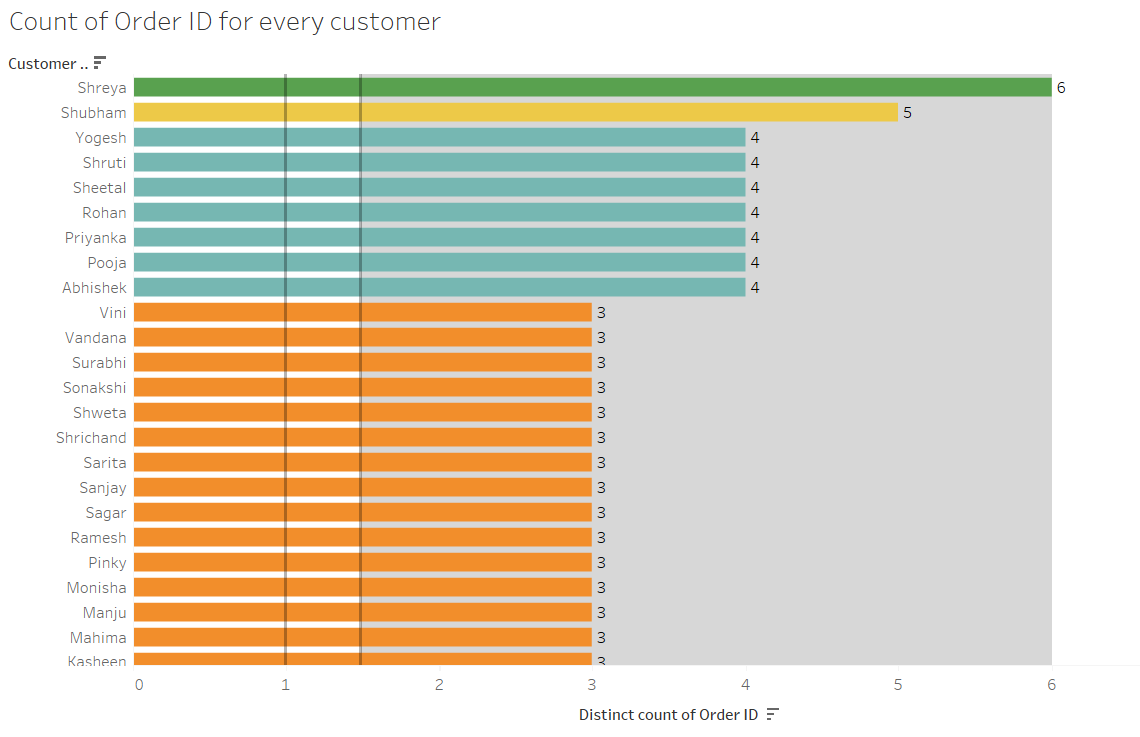 Count of Order ID for every customer
Customer ..
Shreya 6
Shubham 5
Yogesh 4
Shruti 4
Sheetal 4
Rohan 4
Priyanka 4
Pooja 4
Abhishek 4
Vini 3
Vandana 3
Surabhi 3
Sonakshi 3
Shweta 3
Shrichand 3
Sarita 3
Sanjay 3
Sagar 3
Ramesh 3
Pinky 3
Monisha 3
Manju 3
Mahima 3
Kasheen 3
0 1 2 3 4 5 6
Distinct count of Order ID